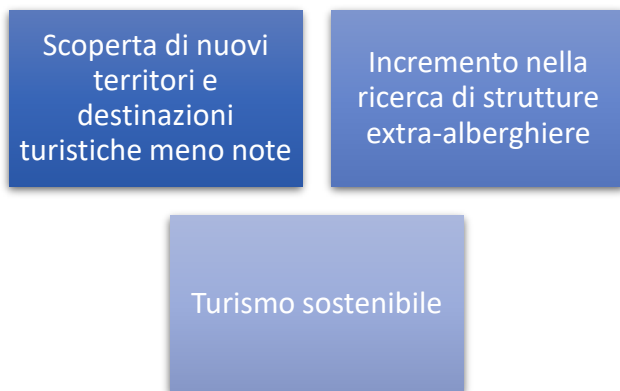 Scoperta di nuovi
territori e
destinazioni
turistiche meno note
Incremento nella
ricerca di strutture
extra-alberghiere
Turismo sostenibile